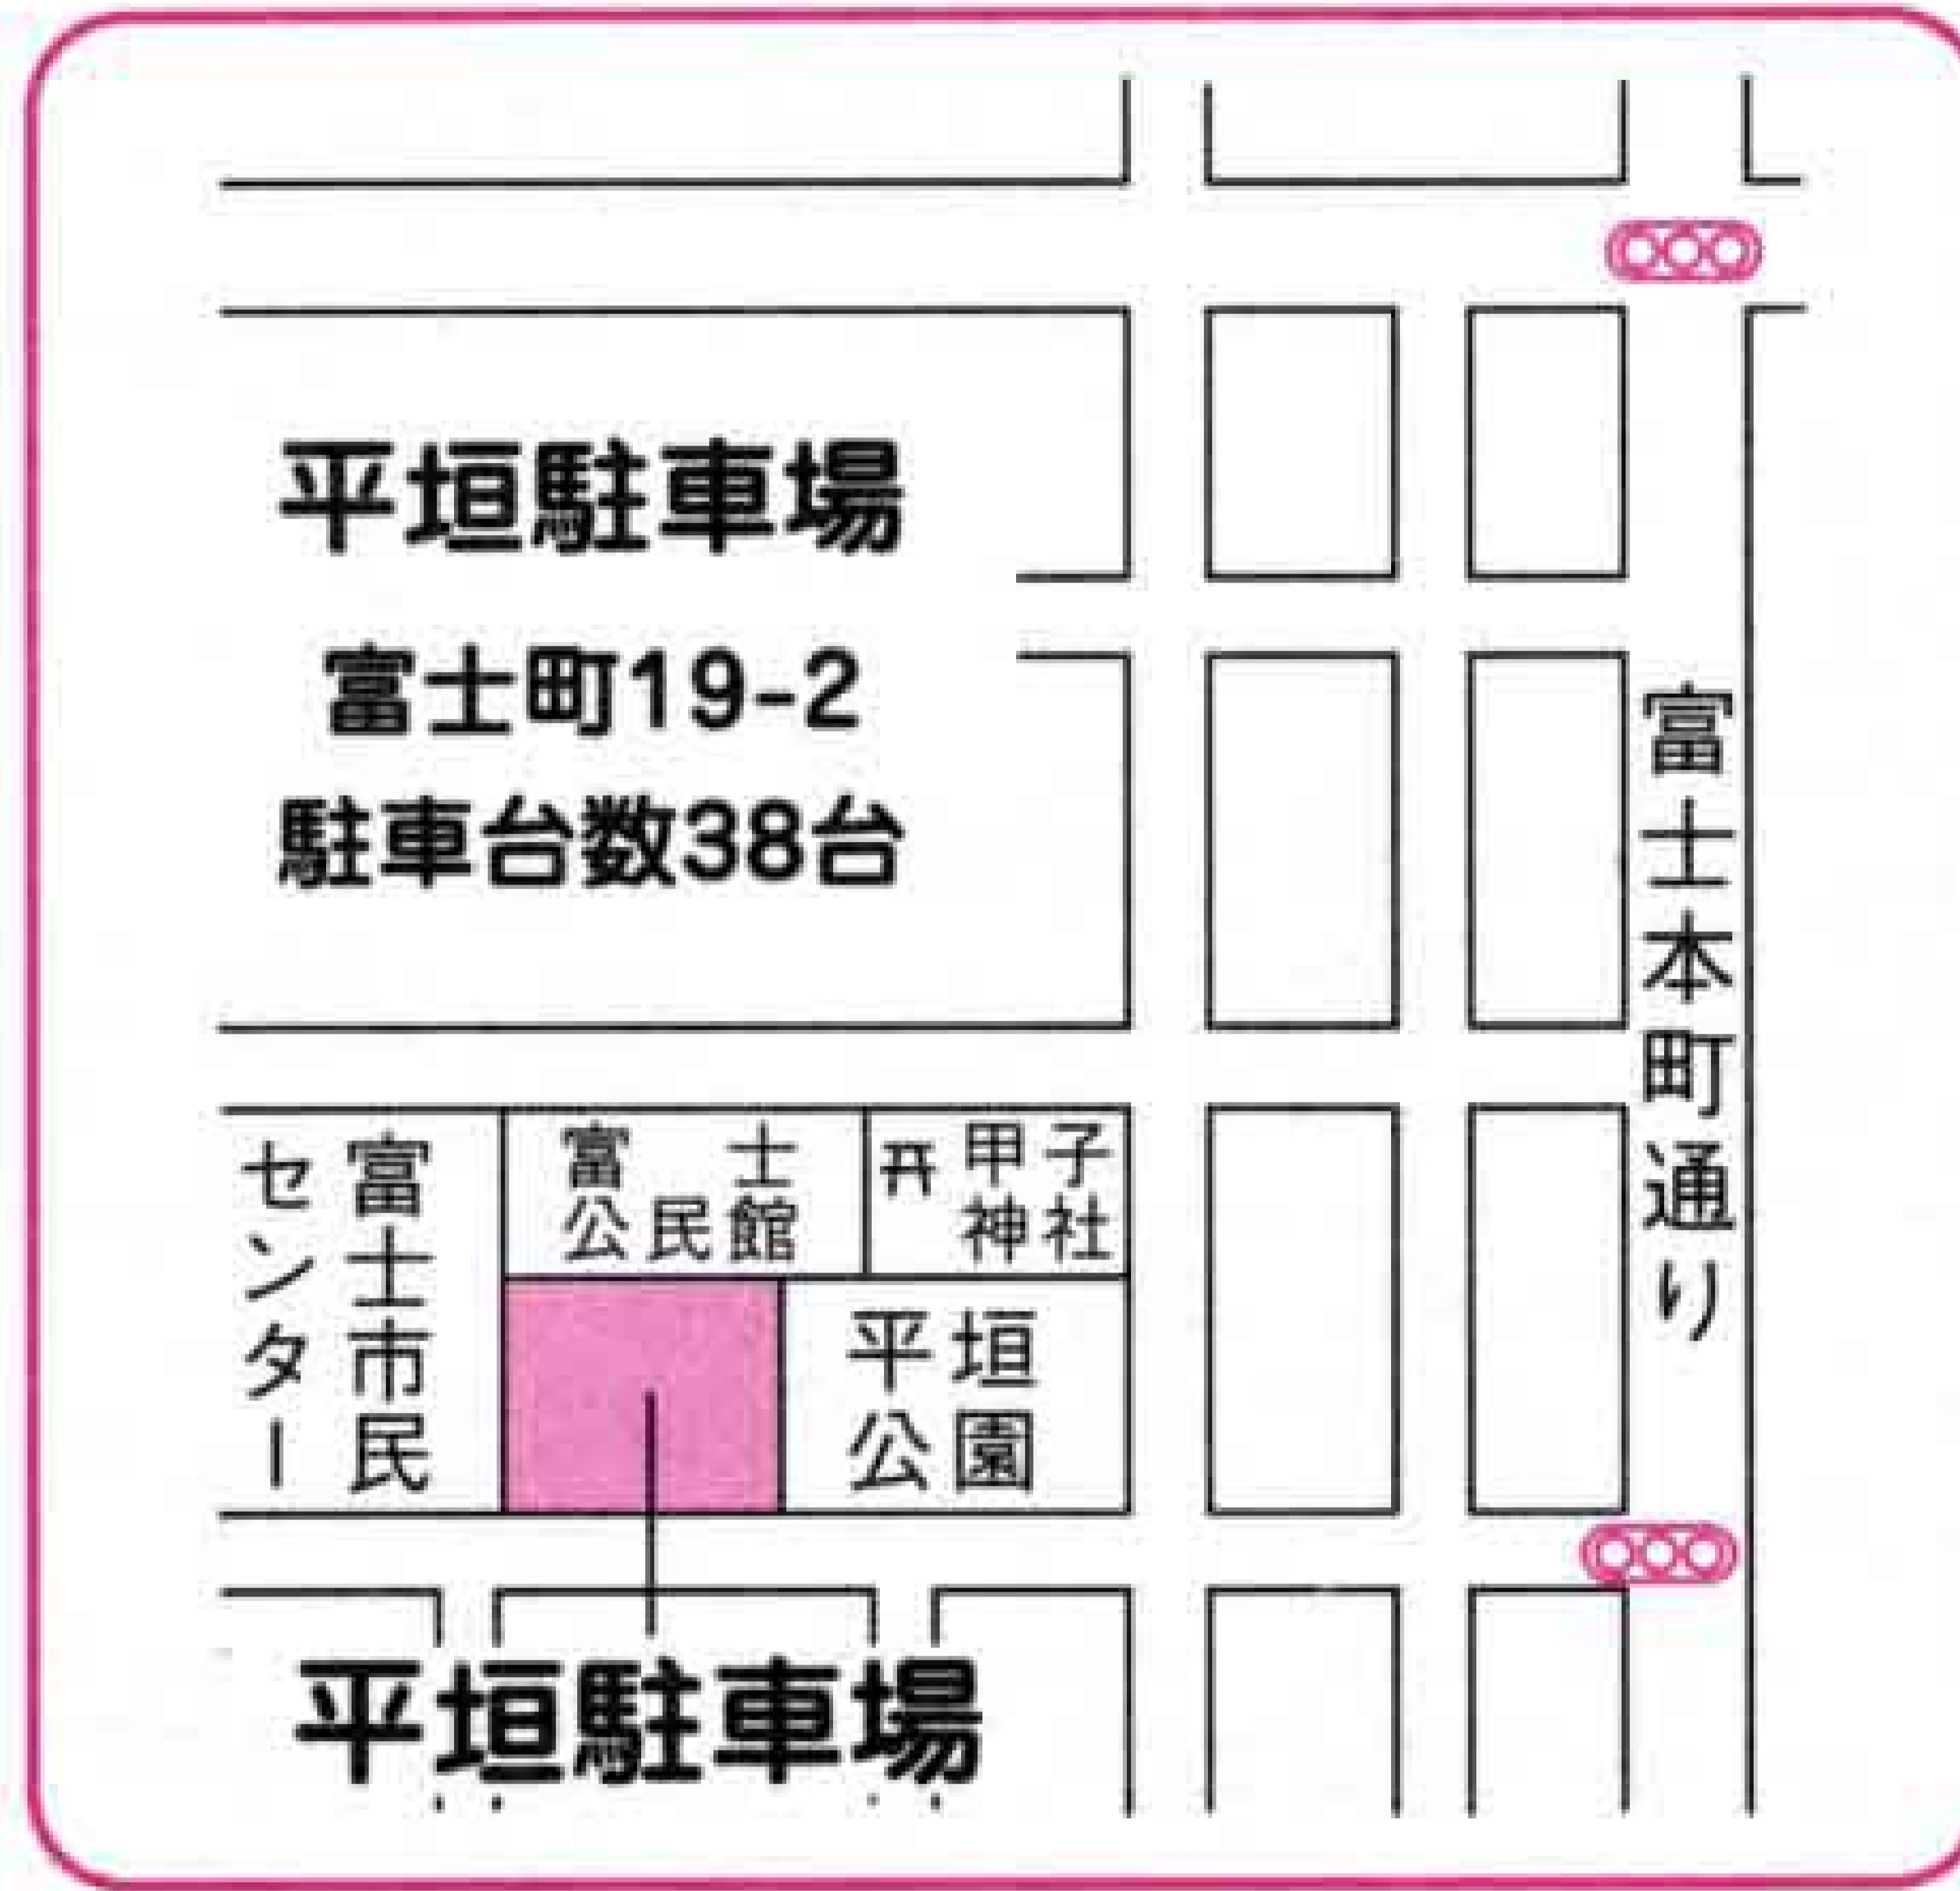 平垣駐車場
富士町19-2
駐車台数38台
富士本町通り
富士市民
センター
富士
公民館
甲子
神社
平垣
公園
平垣駐車場